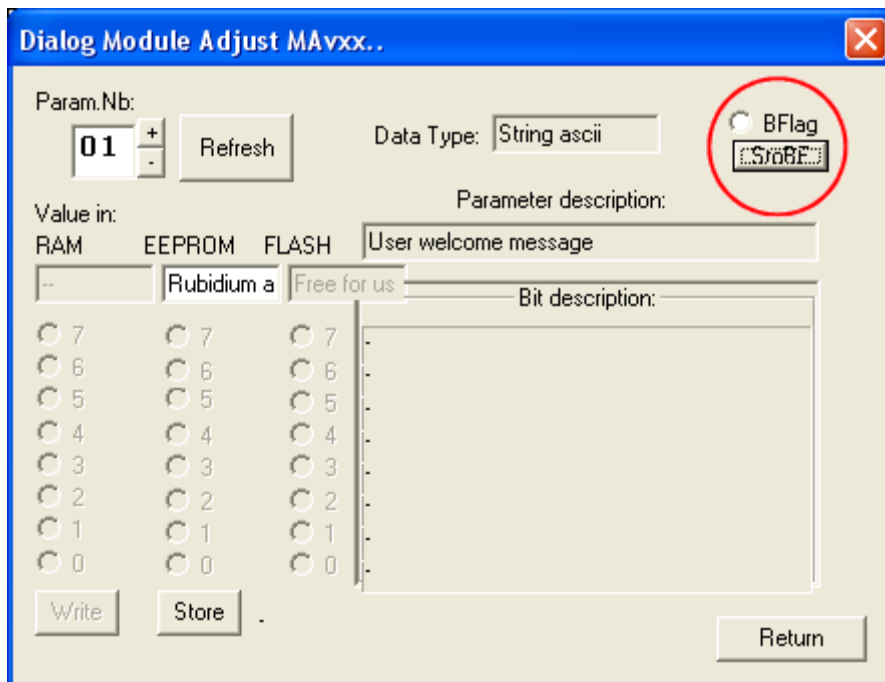 Dialog Module Adjust MAvxx..
Param.Nb:
01
+
-
Refresh
Data Type: String ascii
BFlag
StoBF
Parameter description:
User welcome message
Value in:
RAM EEPROM FLASH
-- Rubidium a Free for us
Bit description:
7 7 7 -
6 6 6 -
5 5 5 -
4 4 4 -
3 3 3 -
2 2 2 -
1 1 1 -
0 0 0 -
Write Store .
Return